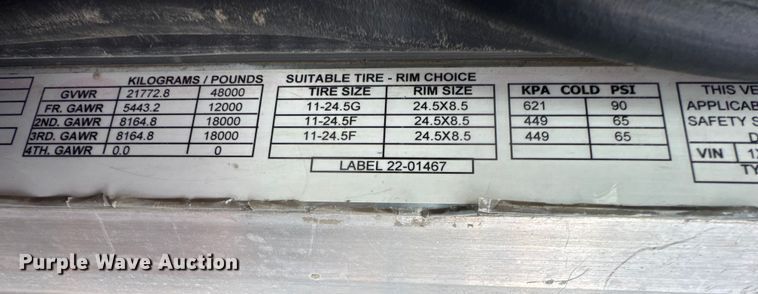 KILOGRAMS / POUNDS
GVWR 21772.8 48000
FR. GAWR 5443.2 12000
2ND. GAWR 8164.8 18000
3RD. GAWR 8164.8 18000
4TH. GAWR 0.0 0
SUITABLE TIRE - RIM CHOICE
TIRE SIZE RIM SIZE
11-24.5G 24.5X8.5
11-24.5F 24.5X8.5
11-24.5F 24.5X8.5
LABEL 22-01467
KPA COLD PSI
621 90
449 65
449 65
THIS VE
APPLICAB
SAFETY S
D
VIN 1X
TY
Purple Wave Auction